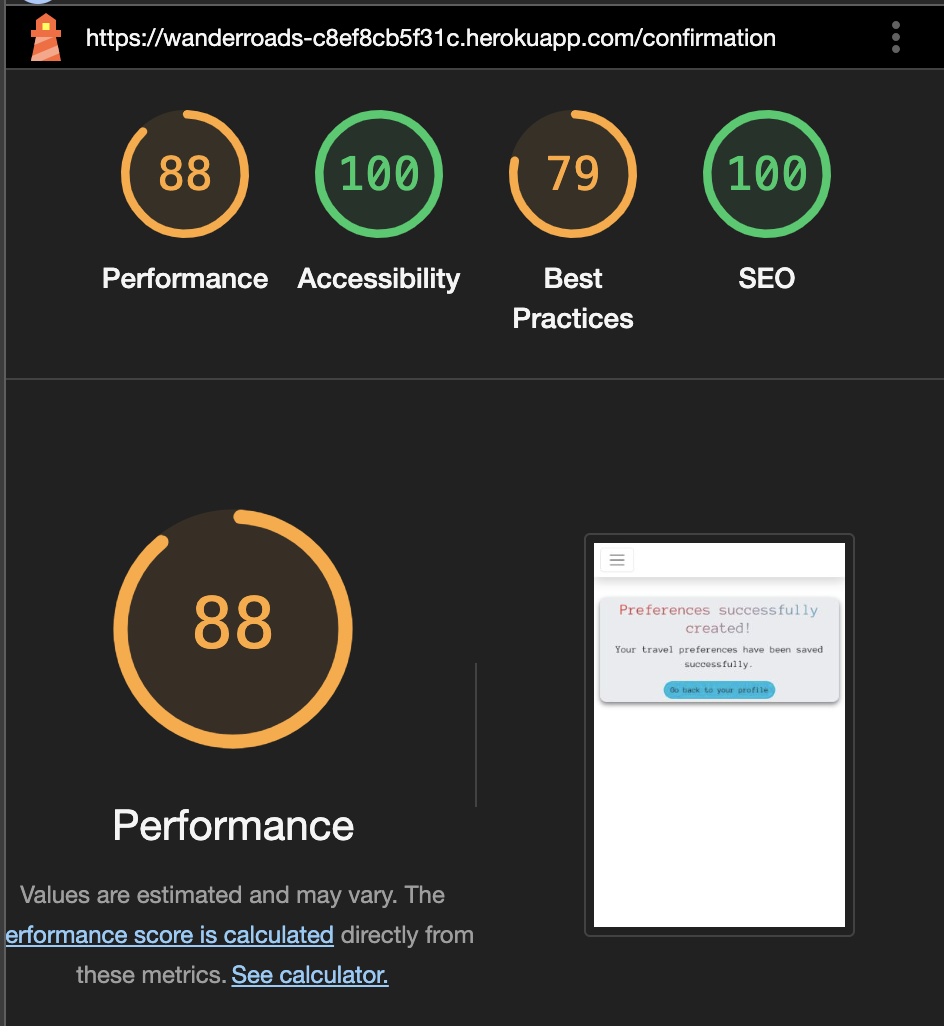 https://wanderroads-c8ef8cb5f31c.herokuapp.com/confirmation
88
100
79
100
Performance
Accessibility
Best
Practices
SEO
88
Performance
Values are estimated and may vary. The
erformance score is calculated directly from
these metrics. See calculator.
Preferences successfully
created!
Your travel preferences have been saved
successfully.
Go back to your profile